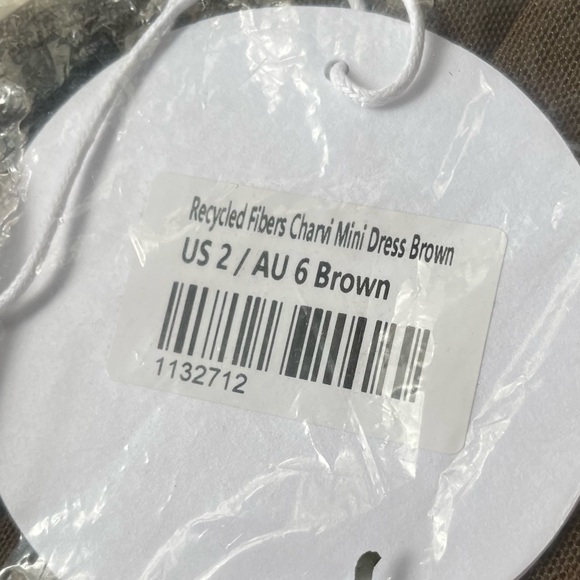 Recycled Fibers Charvi Mini Dress Brown
US 2 / AU 6 Brown
1132712